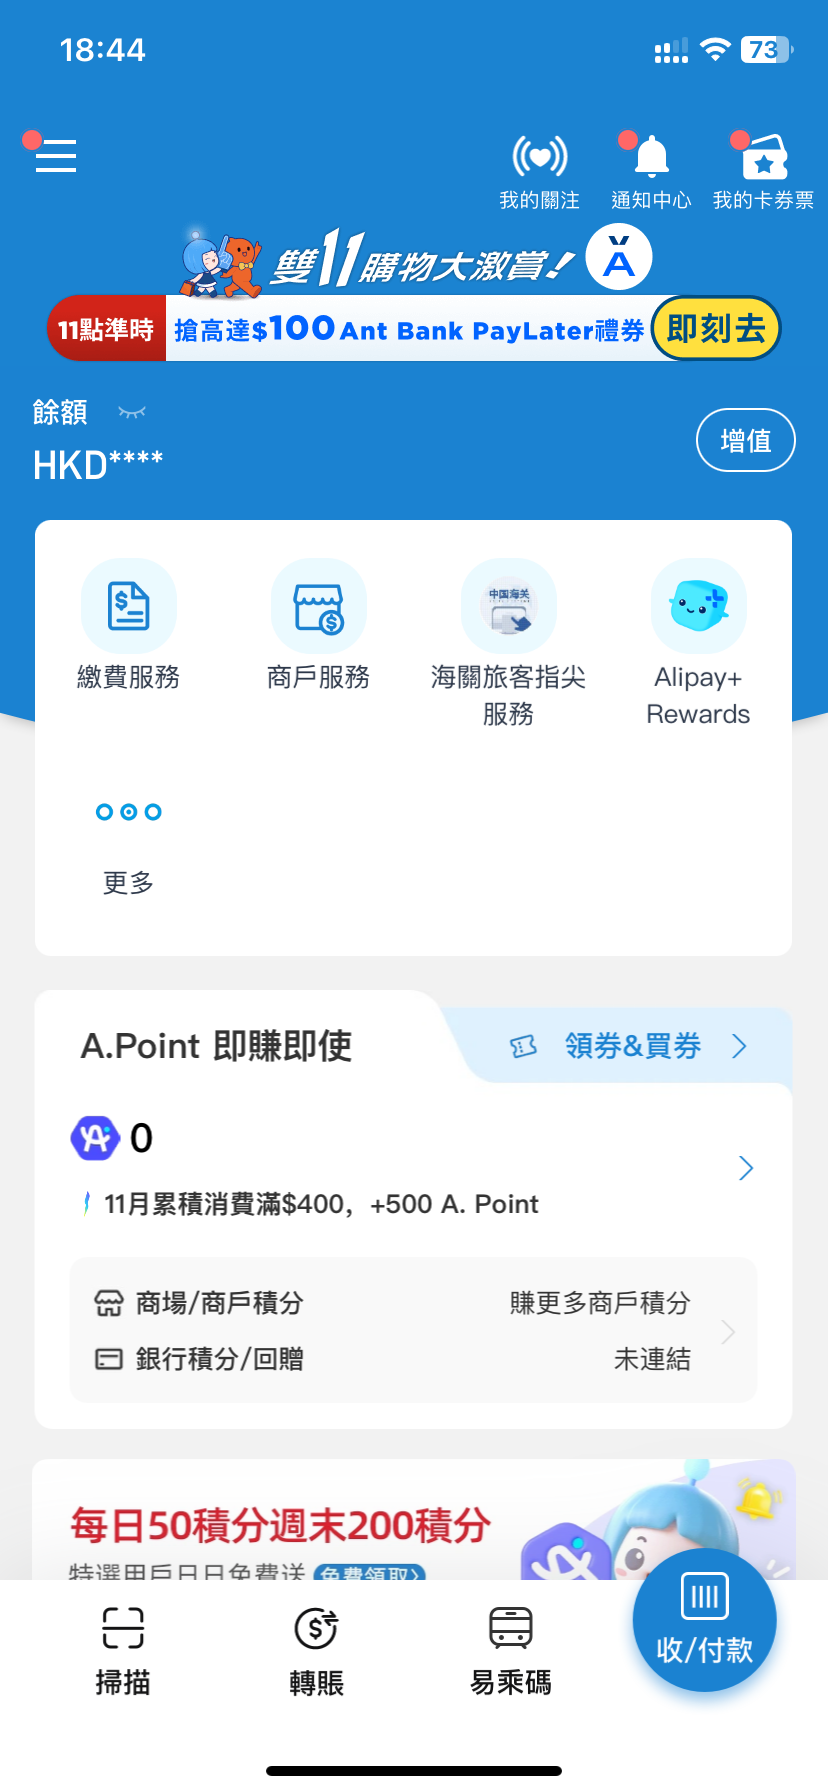 18:44
73
我的關注
通知中心
我的卡券票
雙11購物大激賞!
11點準時
搶高達$100 Ant Bank PayLater禮券
即刻去
餘額
HKD****
增值
繳費服務
商戶服務
中国海关
海關旅客指尖
服務
Alipay+
Rewards
更多
A.Point 即賺即使
領券&買券
0
11月累積消費滿$400，+500 A. Point
商場/商戶積分
賺更多商戶積分
銀行積分/回贈
未連結
每日50積分週末200積分
特選用戶日日免費送
免費領取
掃描
轉賬
易乘碼
收/付款